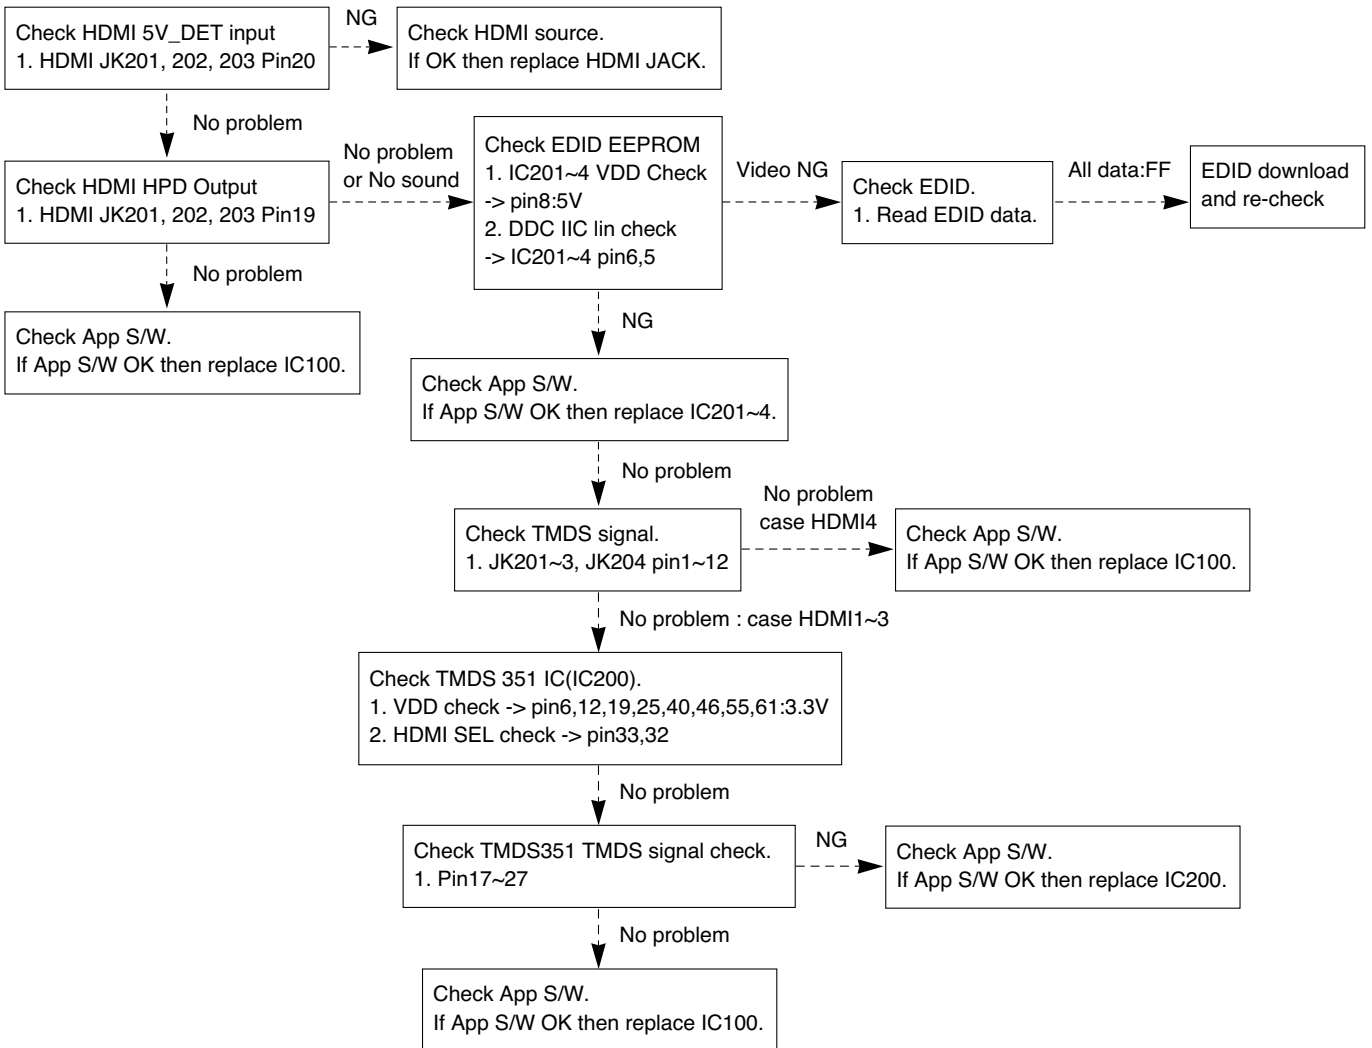 Check HDMI 5V_DET input
1. HDMI JK201, 202, 203 Pin20
NG
Check HDMI source.
If OK then replace HDMI JACK.
No problem
Check HDMI HPD Output
1. HDMI JK201, 202, 203 Pin19
No problem
or No sound
Check EDID EEPROM
1. IC201~4 VDD Check
-> pin8:5V
2. DDC IIC lin check
-> IC201~4 pin6,5
Video NG
Check EDID.
1. Read EDID data.
All data:FF
EDID download
and re-check
No problem
Check App S/W.
If App S/W OK then replace IC100.
NG
Check App S/W.
If App S/W OK then replace IC201~4.
No problem
Check TMDS signal.
1. JK201~3, JK204 pin1~12
No problem
case HDMI4
Check App S/W.
If App S/W OK then replace IC100.
No problem : case HDMI1~3
Check TMDS 351 IC(IC200).
1. VDD check -> pin6,12,19,25,40,46,55,61:3.3V
2. HDMI SEL check -> pin33,32
No problem
Check TMDS351 TMDS signal check.
1. Pin17~27
NG
Check App S/W.
If App S/W OK then replace IC200.
No problem
Check App S/W.
If App S/W OK then replace IC100.